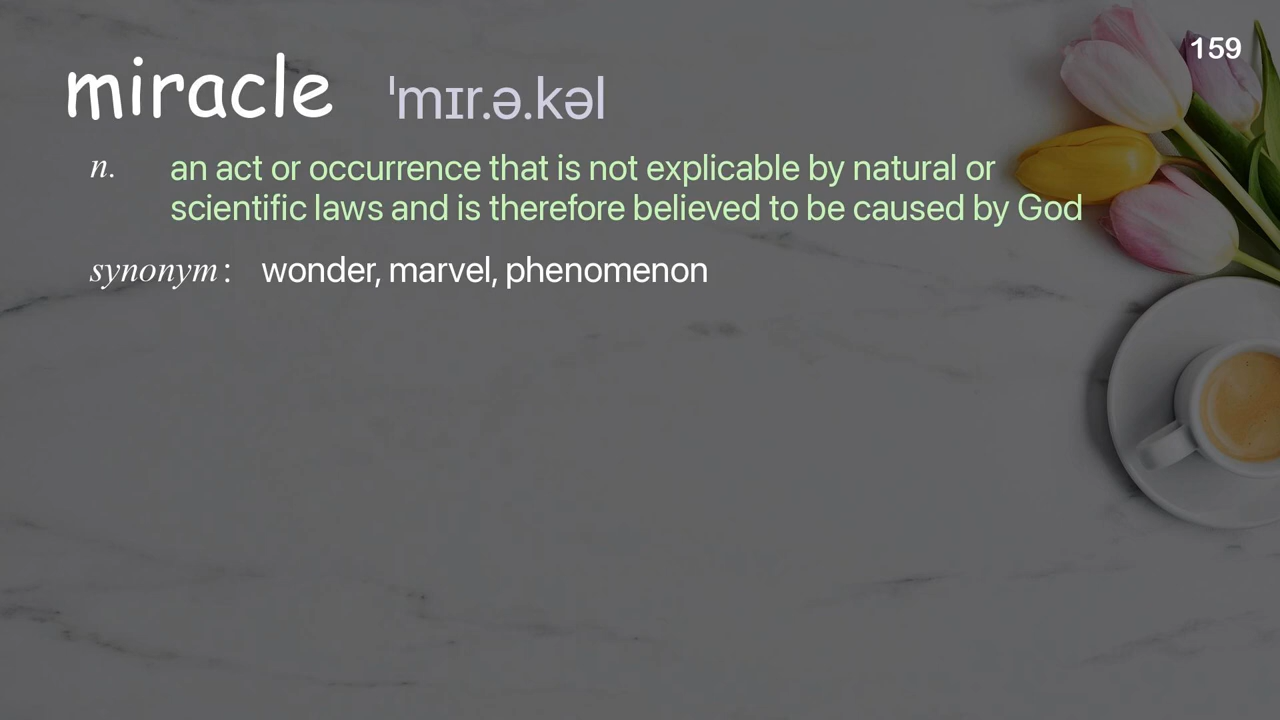 159
miracle ˈmɪr.ə.kəl
n. an act or occurrence that is not explicable by natural or
scientific laws and is therefore believed to be caused by God
synonym: wonder, marvel, phenomenon